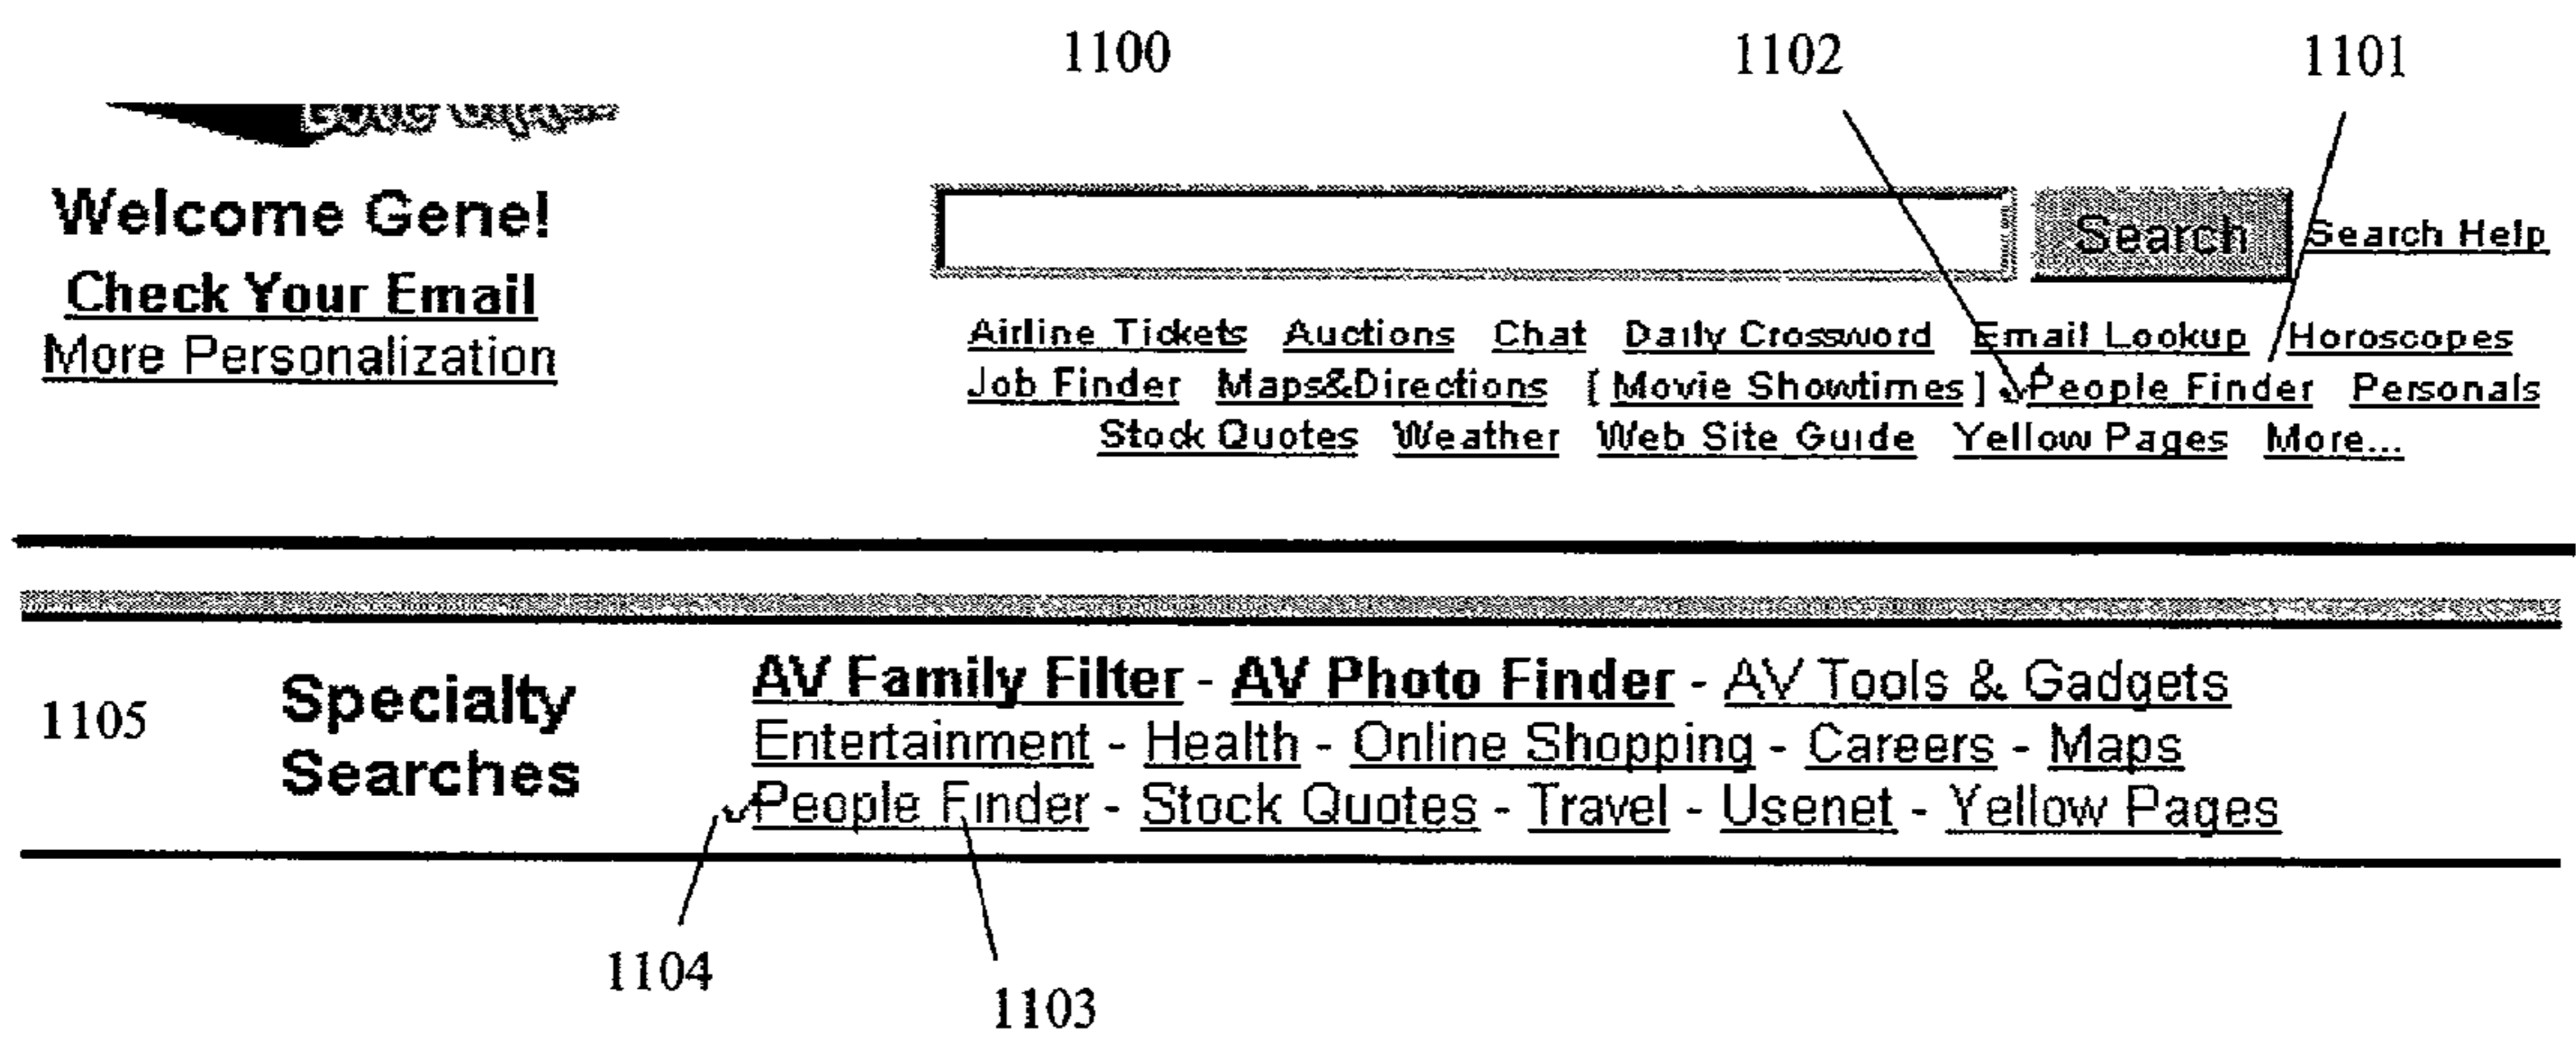 1100 1102 1101
Welcome Gene!
Check Your Email
More Personalization
Search Search Help
Airline Tickets Auctions Chat Daily Crossword Email Lookup Horoscopes
Job Finder Maps&Directions [ Movie Showtimes ] People Finder Personals
Stock Quotes Weather Web Site Guide Yellow Pages More...
1105
Specialty
Searches
AV Family Filter - AV Photo Finder - AV Tools & Gadgets
Entertainment - Health - Online Shopping - Careers - Maps
People Finder - Stock Quotes - Travel - Usenet - Yellow Pages
1104
1103